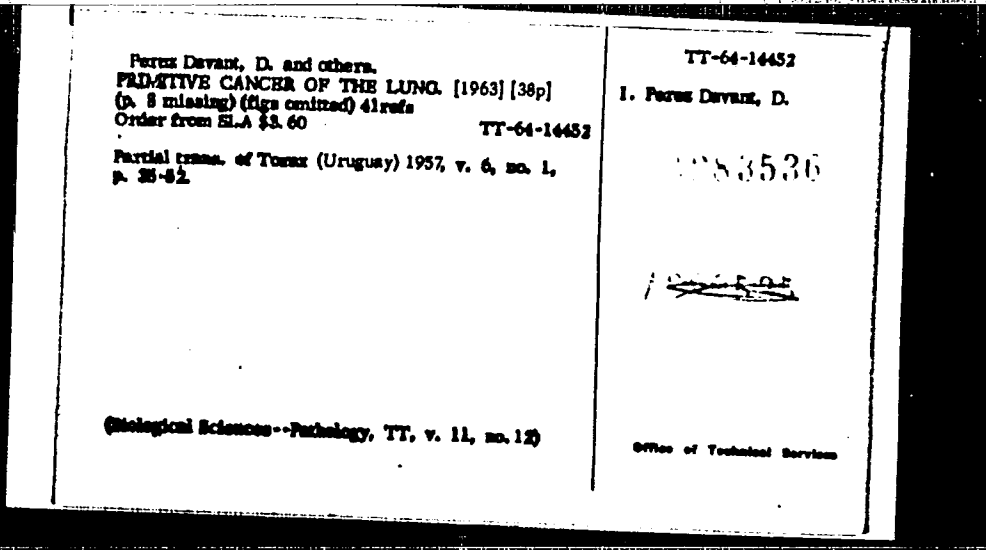 Perez Davant, D. and others.
PRIMITIVE CANCER OF THE LUNG. [1963] [38p]
(p. 8 missing) (figs omitted) 41refs
Order from SLA $3.60 TT-64-14452
Partial trans. of Torax (Uruguay) 1957, v. 6, no. 1,
p. 35-52.
(Biological Sciences--Pathology, TT, v. 11, no. 12)
TT-64-14452
I. Perez Davant, D.
83536
Office of Technical Services